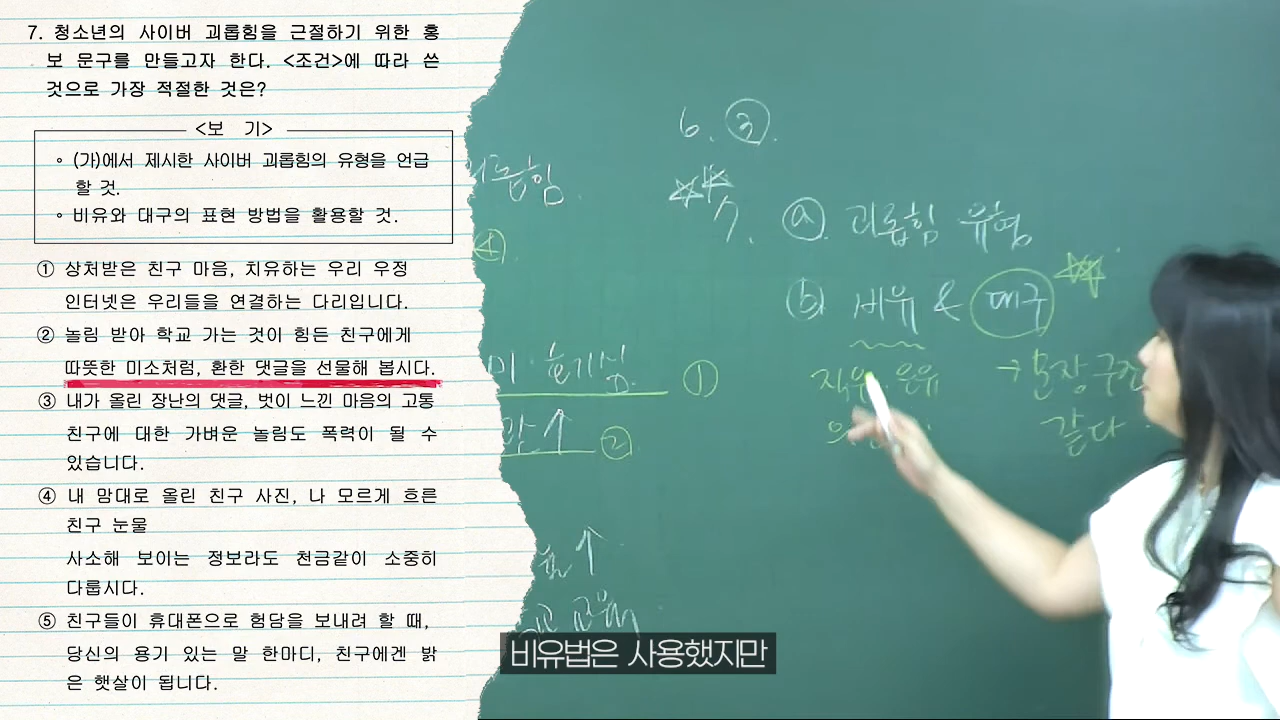 7. 청소년의 사이버 괴롭힘을 근절하기 위한 홍
보 문구를 만들고자 한다. <조건>에 따라 쓴
것으로 가장 적절한 것은?
<보 기>
∘ (가)에서 제시한 사이버 괴롭힘의 유형을 언급
할 것.
∘ 비유와 대구의 표현 방법을 활용할 것.
① 상처받은 친구 마음, 치유하는 우리 우정
인터넷은 우리들을 연결하는 다리입니다.
② 놀림 받아 학교 가는 것이 힘든 친구에게
따뜻한 미소처럼, 환한 댓글을 선물해 봅시다.
③ 내가 올린 장난의 댓글, 벗이 느낀 마음의 고통
친구에 대한 가벼운 놀림도 폭력이 될 수
있습니다.
④ 내 맘대로 올린 친구 사진, 나 모르게 흐른
친구 눈물
사소해 보이는 정보라도 천금같이 소중히
다룹시다.
⑤ 친구들이 휴대폰으로 험담을 보내려 할 때,
당신의 용기 있는 말 한마디, 친구에겐 밝
은 햇살이 됩니다.
6. ③.
7. ⓐ 괴롭힘 유형
ⓑ 비유 & 대구
직유, 은유
→ 문장 구조
같다
롭힘.
④
①
↑ ②
↑
비유법은 사용했지만